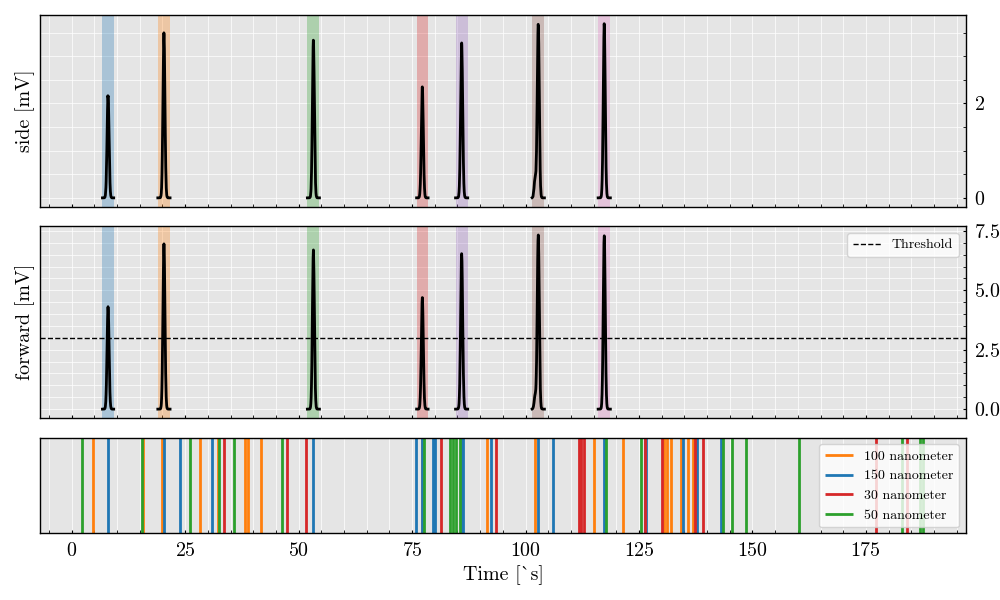 side [mV]
2
0
forward [mV]
7.5
5.0
2.5
0.0
Threshold
100 nanometer
150 nanometer
30 nanometer
50 nanometer
0 25 50 75 100 125 150 175
Time [`s]